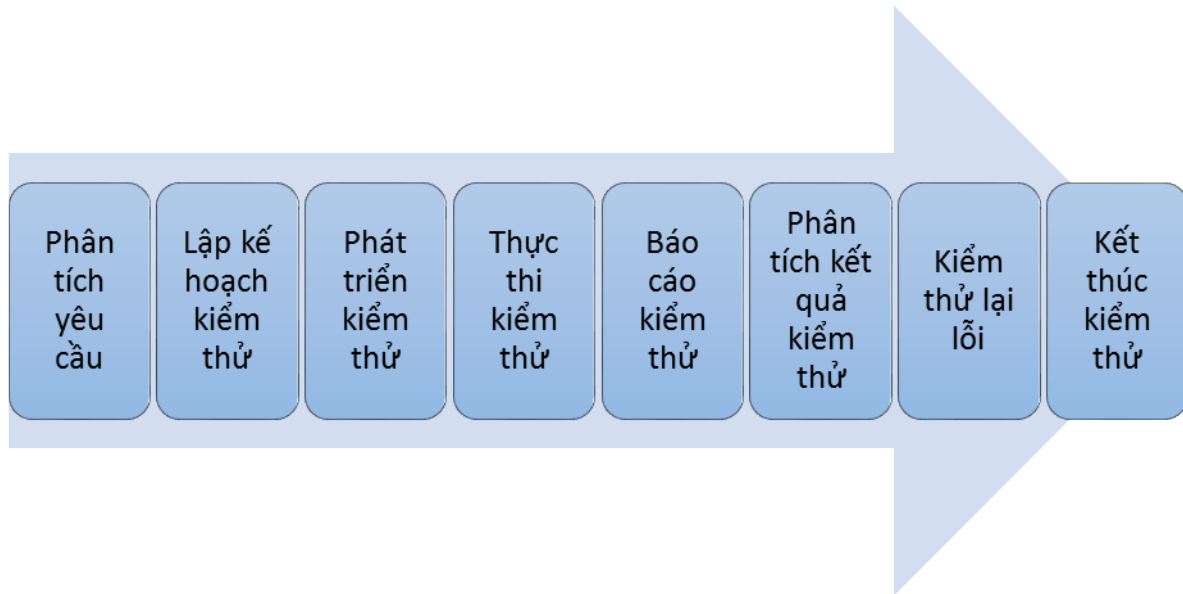 Phân
tích
yêu
cầu
Lập kế
hoạch
kiểm
thử
Phát
triển
kiểm
thử
Thực
thi
kiểm
thử
Báo
cáo
kiểm
thử
Phân
tích kết
quả
kiểm
thử
Kiểm
thử lại
lỗi
Kết
thúc
kiểm
thử